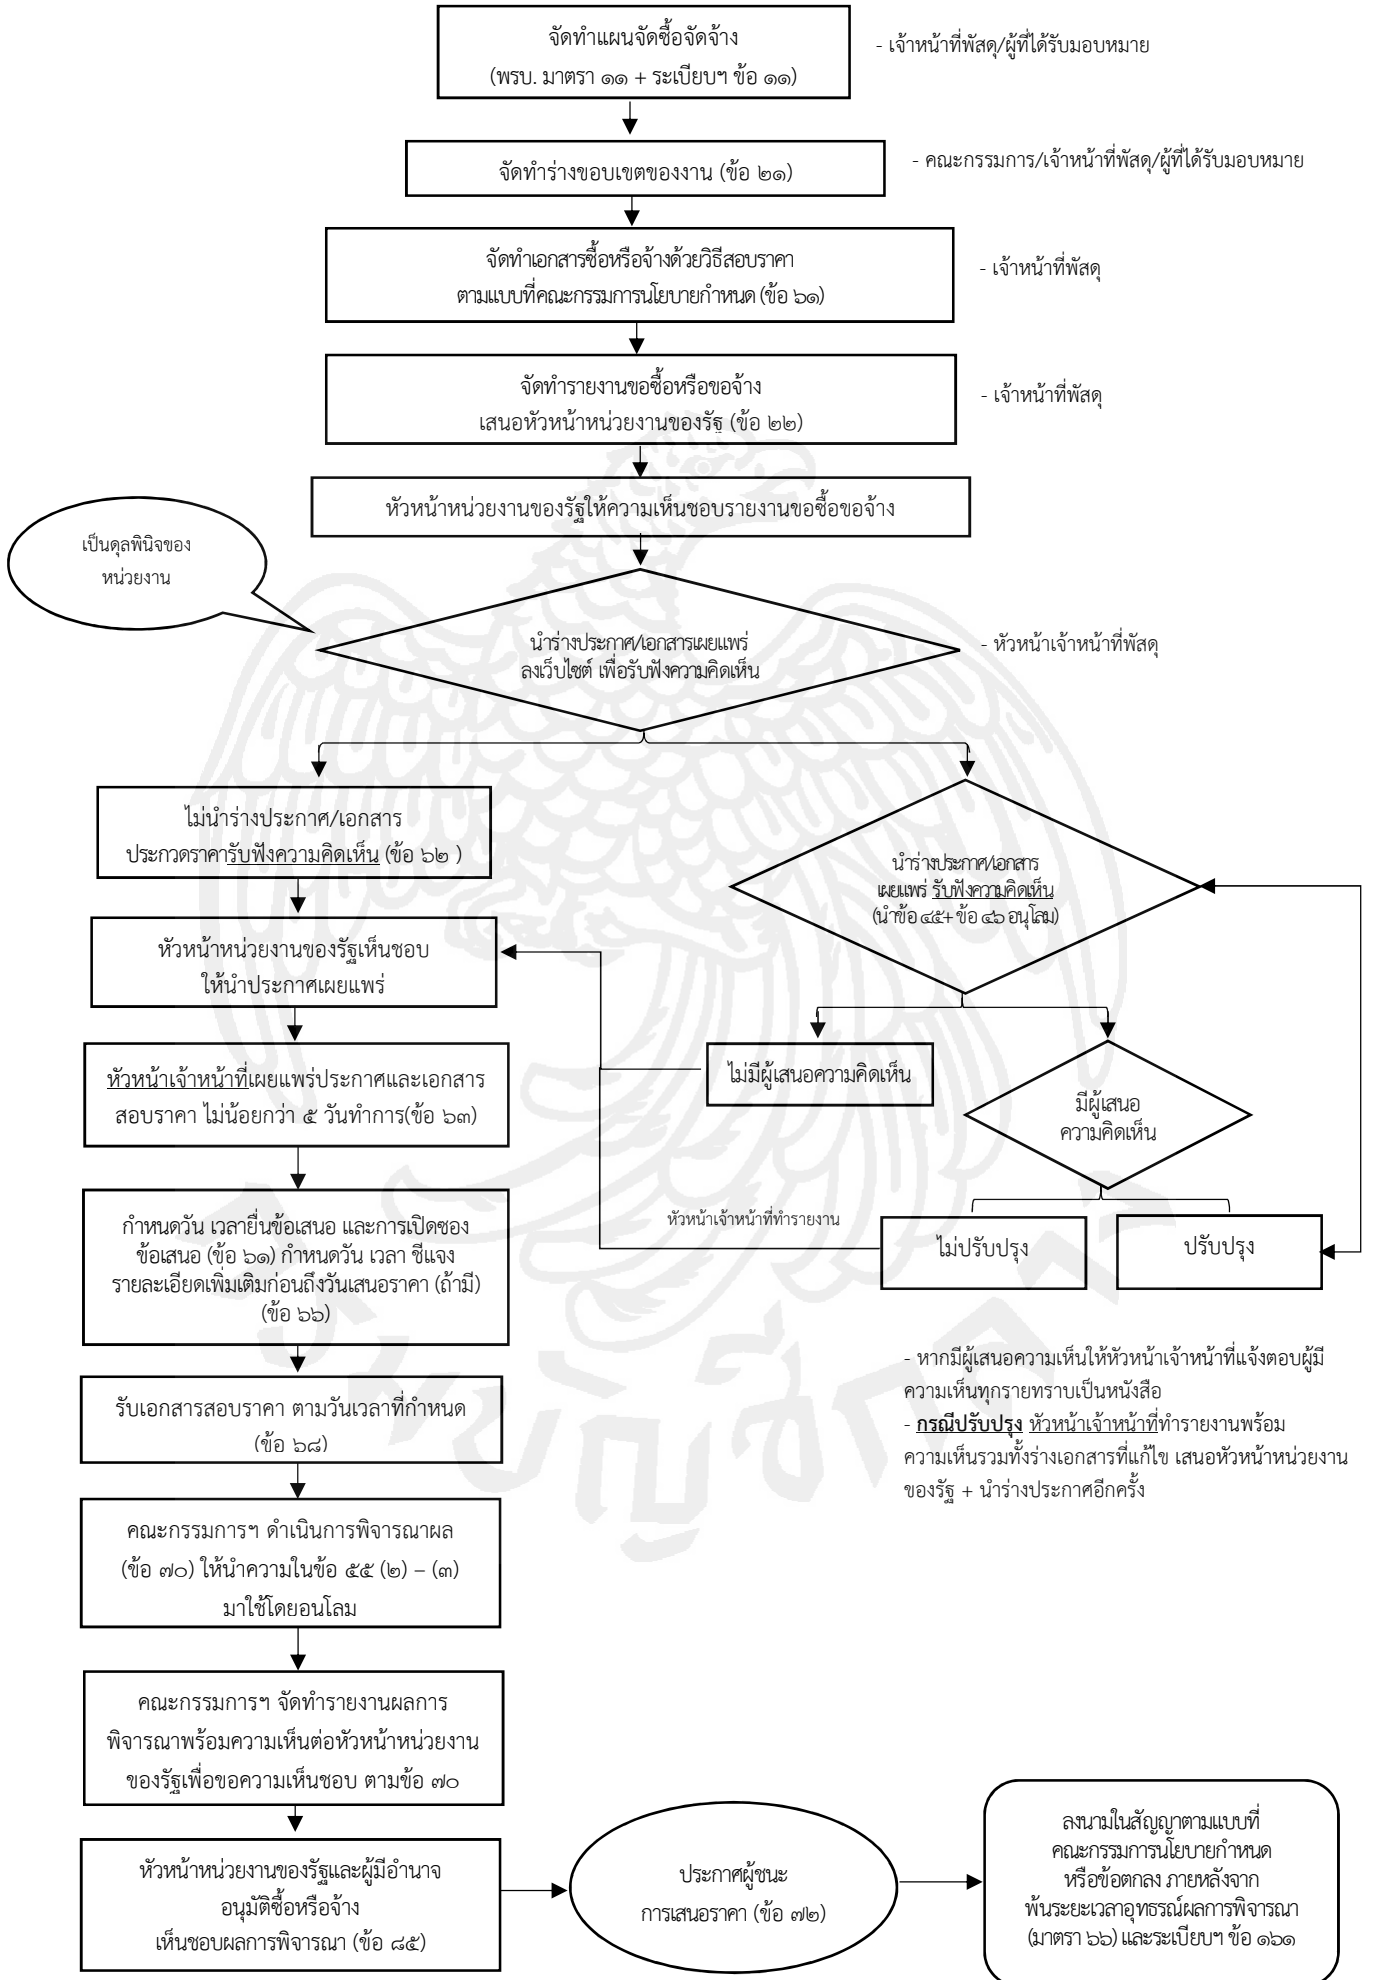 จัดทำแผนจัดซื้อจัดจ้าง
(พรบ. มาตรา ๑๑ + ระเบียบฯ ข้อ ๑๑)
- เจ้าหน้าที่พัสดุ/ผู้ที่ได้รับมอบหมาย
จัดทำร่างขอบเขตของงาน (ข้อ ๒๑)
- คณะกรรมการ/เจ้าหน้าที่พัสดุ/ผู้ที่ได้รับมอบหมาย
จัดทำเอกสารซื้อหรือจ้างด้วยวิธีสอบราคา
ตามแบบที่คณะกรรมการนโยบายกำหนด (ข้อ ๖๑)
- เจ้าหน้าที่พัสดุ
จัดทำรายงานขอซื้อหรือขอจ้าง
เสนอหัวหน้าหน่วยงานของรัฐ (ข้อ ๒๒)
- เจ้าหน้าที่พัสดุ
หัวหน้าหน่วยงานของรัฐให้ความเห็นชอบรายงานขอซื้อขอจ้าง
เป็นดุลพินิจของ
หน่วยงาน
นำร่างประกาศ/เอกสารเผยแพร่
ลงเว็บไซต์ เพื่อรับฟังความคิดเห็น
- หัวหน้าเจ้าหน้าที่พัสดุ
ไม่นำร่างประกาศ/เอกสาร
ประกวดราคารับฟังความคิดเห็น (ข้อ ๖๒ )
นำร่างประกาศ/เอกสาร
เผยแพร่ รับฟังความคิดเห็น
(นำข้อ ๔๕+ ข้อ ๔๖ อนุโลม)
หัวหน้าหน่วยงานของรัฐเห็นชอบ
ให้นำประกาศเผยแพร่
หัวหน้าเจ้าหน้าที่เผยแพร่ประกาศและเอกสาร
สอบราคา ไม่น้อยกว่า ๕ วันทำการ(ข้อ ๖๓)
ไม่มีผู้เสนอความคิดเห็น
มีผู้เสนอ
ความคิดเห็น
กำหนดวัน เวลายื่นข้อเสนอ และการเปิดซอง
ข้อเสนอ (ข้อ ๖๑) กำหนดวัน เวลา ชี้แจง
รายละเอียดเพิ่มเติมก่อนถึงวันเสนอราคา (ถ้ามี)
(ข้อ ๖๖)
หัวหน้าเจ้าหน้าที่ทำรายงาน
ไม่ปรับปรุง
ปรับปรุง
- หากมีผู้เสนอความเห็นให้หัวหน้าเจ้าหน้าที่แจ้งตอบผู้มี
ความเห็นทุกรายทราบเป็นหนังสือ
- กรณีปรับปรุง หัวหน้าเจ้าหน้าที่ทำรายงานพร้อม
ความเห็นรวมทั้งร่างเอกสารที่แก้ไข เสนอหัวหน้าหน่วยงาน
ของรัฐ + นำร่างประกาศอีกครั้ง
รับเอกสารสอบราคา ตามวันเวลาที่กำหนด
(ข้อ ๖๘)
คณะกรรมการฯ ดำเนินการพิจารณาผล
(ข้อ ๗๐) ให้นำความในข้อ ๕๕ (๒) – (๓)
มาใช้โดยอนโลม
คณะกรรมการฯ จัดทำรายงานผลการ
พิจารณาพร้อมความเห็นต่อหัวหน้าหน่วยงาน
ของรัฐเพื่อขอความเห็นชอบ ตามข้อ ๗๐
หัวหน้าหน่วยงานของรัฐและผู้มีอำนาจ
อนุมัติซื้อหรือจ้าง
เห็นชอบผลการพิจารณา (ข้อ ๘๕)
ประกาศผู้ชนะ
การเสนอราคา (ข้อ ๗๒)
ลงนามในสัญญาตามแบบที่
คณะกรรมการนโยบายกำหนด
หรือข้อตกลง ภายหลังจาก
พ้นระยะเวลาอุทธรณ์ผลการพิจารณา
(มาตรา ๖๖) และระเบียบฯ ข้อ ๑๖๑